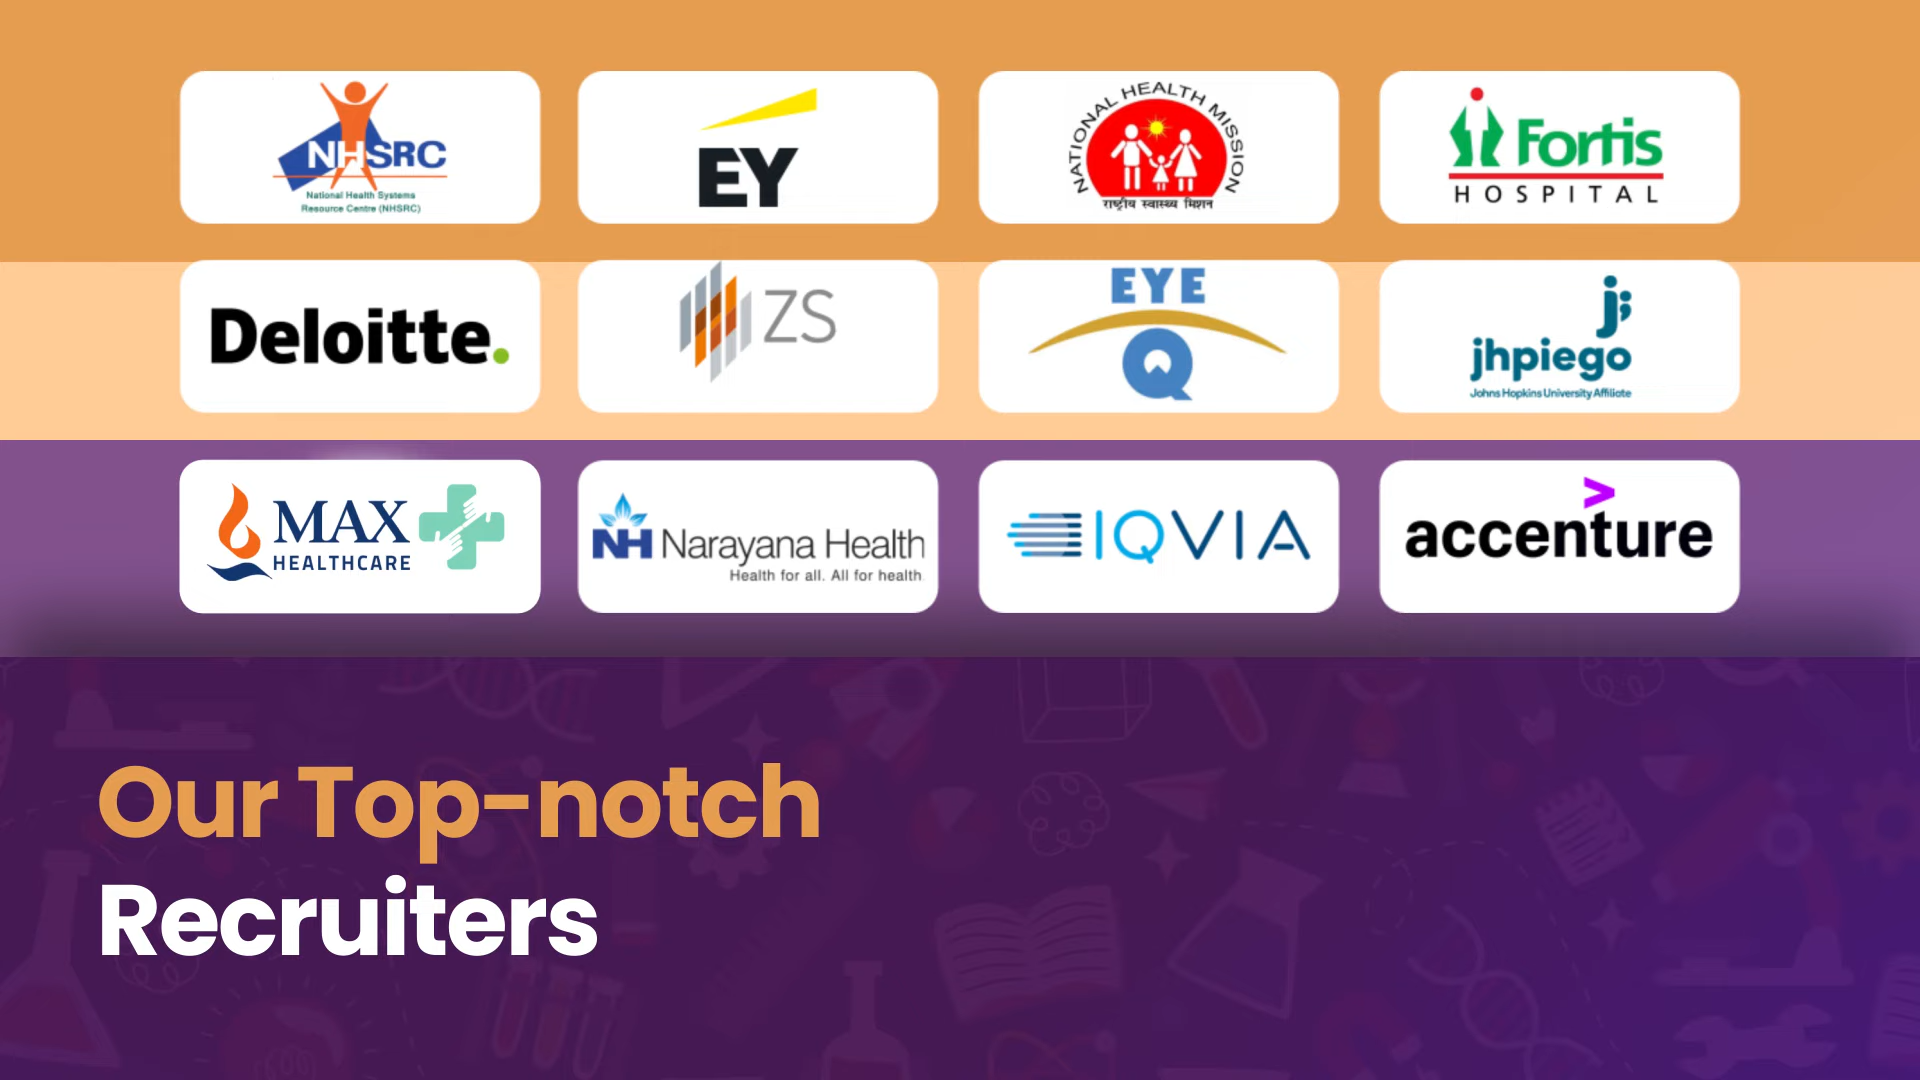 NHSRC
National Health Systems
Resource Centre (NHSRC)
EY
NATIONAL HEALTH MISSION
राष्ट्रीय स्वास्थ्य मिशन
Fortis
HOSPITAL
Deloitte.
ZS
EYE
Q
j;
jhpiego
Johns Hopkins University Affiliate
MAX
HEALTHCARE
NH Narayana Health
Health for all. All for health
IQVIA
>
accenture
Our Top-notch
Recruiters